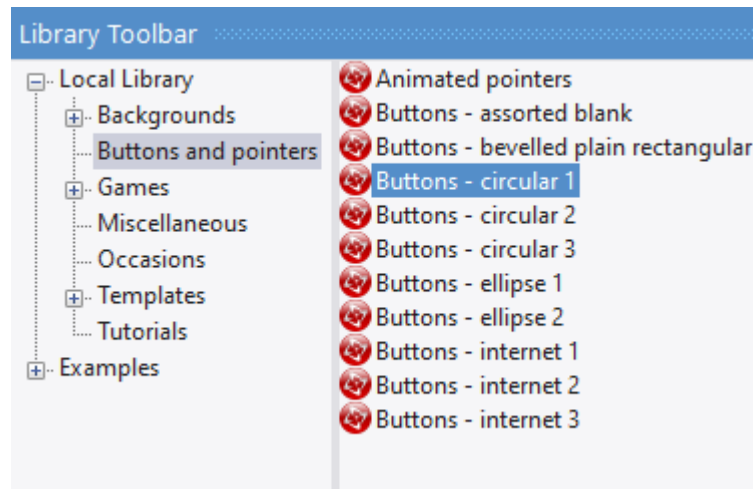 Library Toolbar
Local Library
Backgrounds
Buttons and pointers
Games
Miscellaneous
Occasions
Templates
Tutorials
Examples
Animated pointers
Buttons - assorted blank
Buttons - bevelled plain rectangular
Buttons - circular 1
Buttons - circular 2
Buttons - circular 3
Buttons - ellipse 1
Buttons - ellipse 2
Buttons - internet 1
Buttons - internet 2
Buttons - internet 3